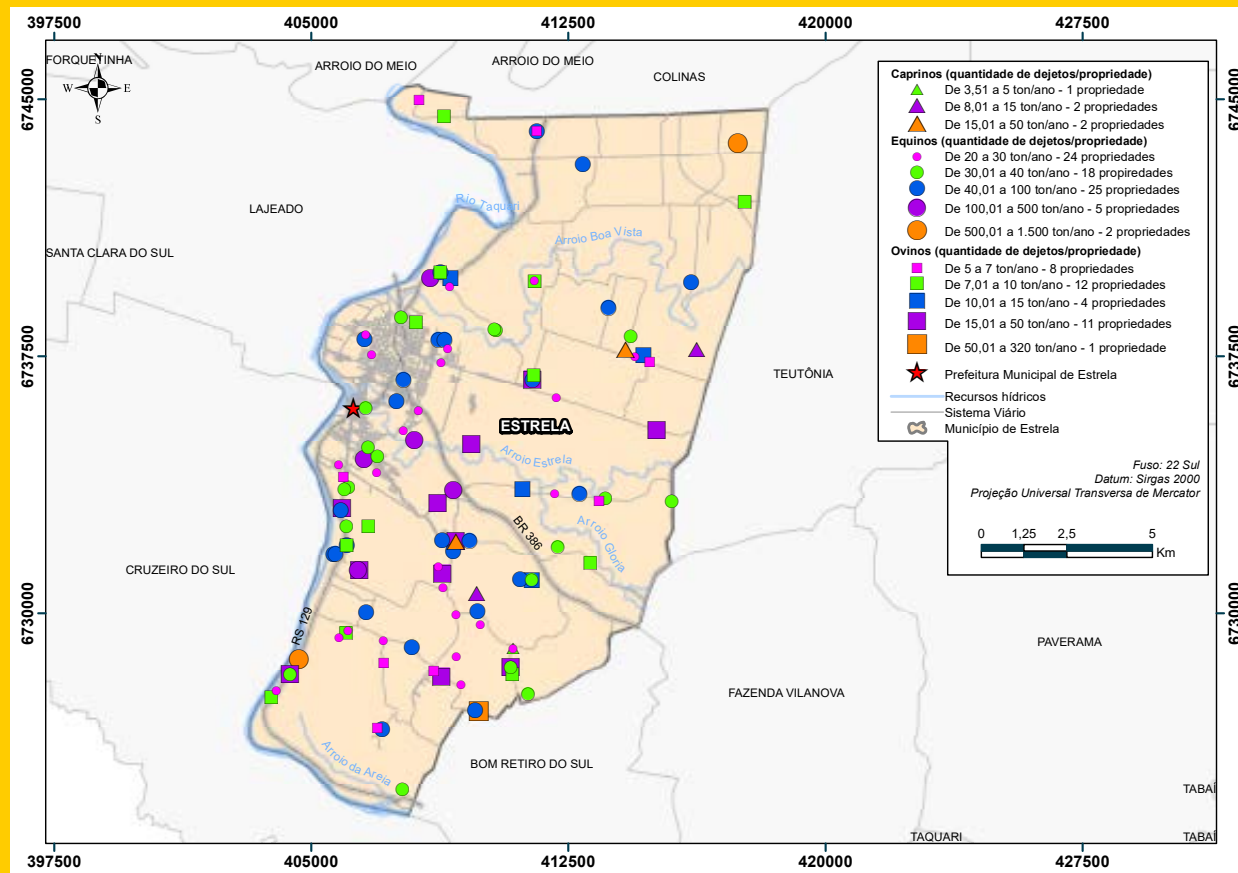 397500 405000 412500 420000 427500
FORQUETINHA
ARROIO DO MEIO
ARROIO DO MEIO
COLINAS
N
W E
S
6745000
6745000
Caprinos (quantidade de dejetos/propriedade)
De 3,51 a 5 ton/ano - 1 propriedade
De 8,01 a 15 ton/ano - 2 propriedades
De 15,01 a 50 ton/ano - 2 propriedades
Equinos (quantidade de dejetos/propriedade)
De 20 a 30 ton/ano - 24 propriedades
De 30,01 a 40 ton/ano - 18 propiredades
De 40,01 a 100 ton/ano - 25 propriedades
De 100,01 a 500 ton/ano - 5 propriedades
De 500,01 a 1.500 ton/ano - 2 propriedades
Ovinos (quantidade de dejetos/propriedade)
De 5 a 7 ton/ano - 8 propriedades
De 7,01 a 10 ton/ano - 12 propriedades
De 10,01 a 15 ton/ano - 4 propriedades
De 15,01 a 50 ton/ano - 11 propriedades
De 50,01 a 320 ton/ano - 1 propriedade
Prefeitura Municipal de Estrela
Recursos hídricos
Sistema Viário
Município de Estrela
Fuso: 22 Sul
Datum: Sirgas 2000
Projeção Universal Transversa de Mercator
0 1,25 2,5 5
Km
LAJEADO
Rio Taquari
Arroio Boa Vista
SANTA CLARA DO SUL
6737500
6737500
TEUTÔNIA
ESTRELA
Arroio Estrela
BR 386
Arroio Gloria
CRUZEIRO DO SUL
RS 129
6730000
6730000
PAVERAMA
FAZENDA VILANOVA
Arroio da Areia
BOM RETIRO DO SUL
TABAÍ
TAQUARI
TABAÍ
397500 405000 412500 420000 427500